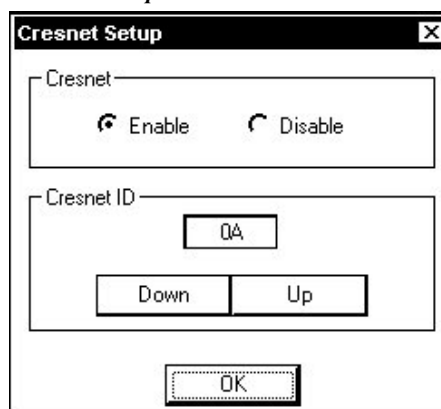 Cresnet Setup
Cresnet
Enable Disable
Cresnet ID
0A
Down Up
OK